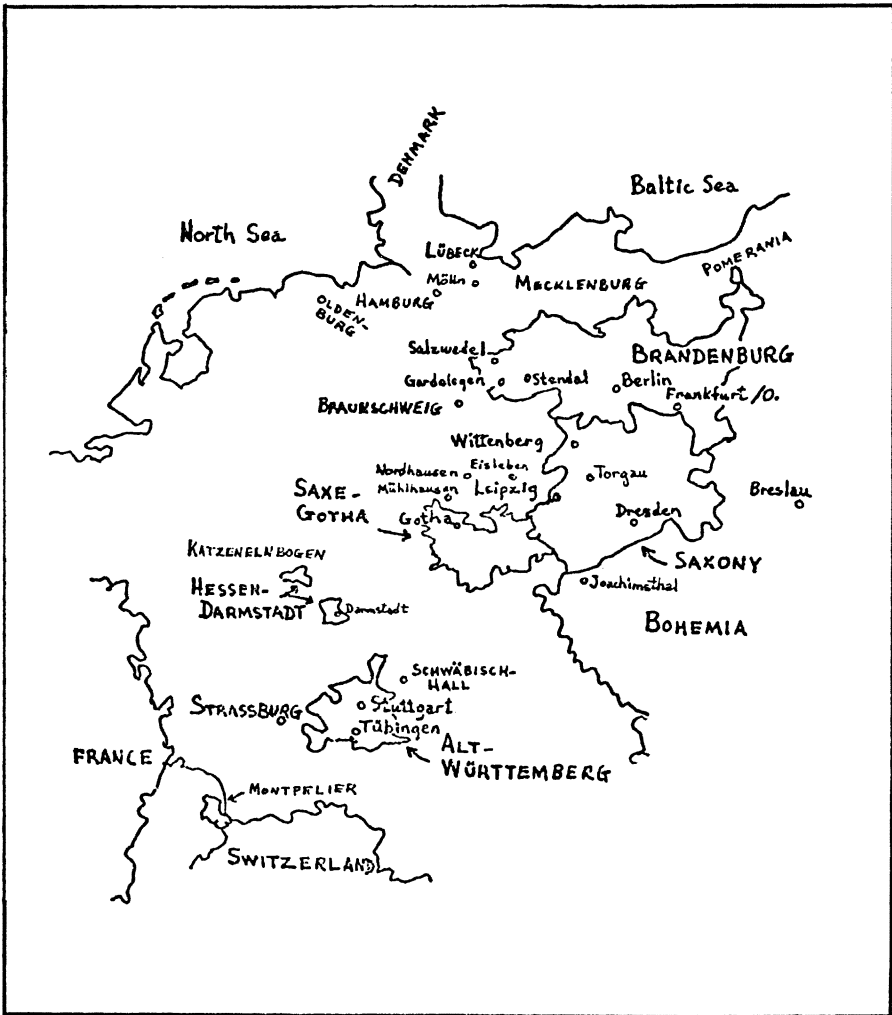 DENMARK
Baltic Sea
North Sea
POMERANIA
LÜBECK
Mölln
MECKLENBURG
HAMBURG
OLDEN-
BURG
Salzwedel
BRANDENBURG
Gardelegen
Stendal
Berlin
Frankfurt/O.
BRAUNSCHWEIG
Wittenberg
Eisleben
Nordhausen
Torgau
Mühlhausen
Leipzig
Breslau
SAXE-
GOTHA
Gotha
Dresden
KATZENELNBOGEN
SAXONY
Joachimsthal
HESSEN-
DARMSTADT
Darmstadt
BOHEMIA
SCHWÄBISCH-
HALL
STRASSBURG
Stuttgart
Tübingen
ALT-
WÜRTTEMBERG
FRANCE
MONTPELIER
SWITZERLAND